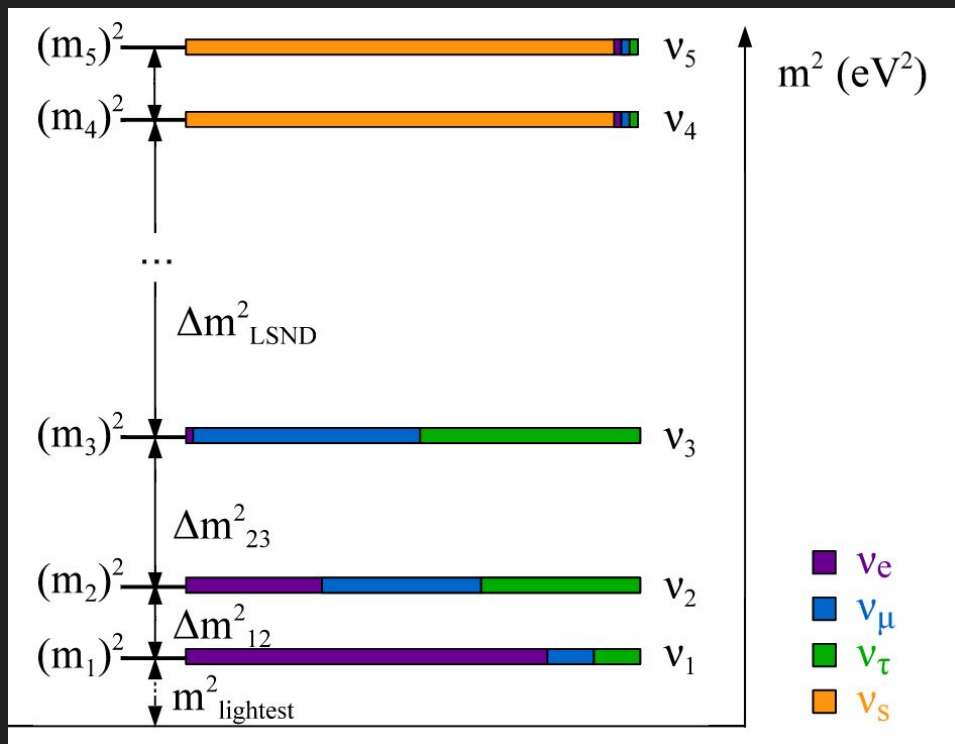 (m₅)² ν₅
m² (eV²)
(m₄)² ν₄
...
Δm²LSND
(m₃)² ν₃
Δm²₂₃
(m₂)² ν₂
Δm²₁₂
(m₁)² ν₁
m²lightest
νe
νμ
ντ
νs